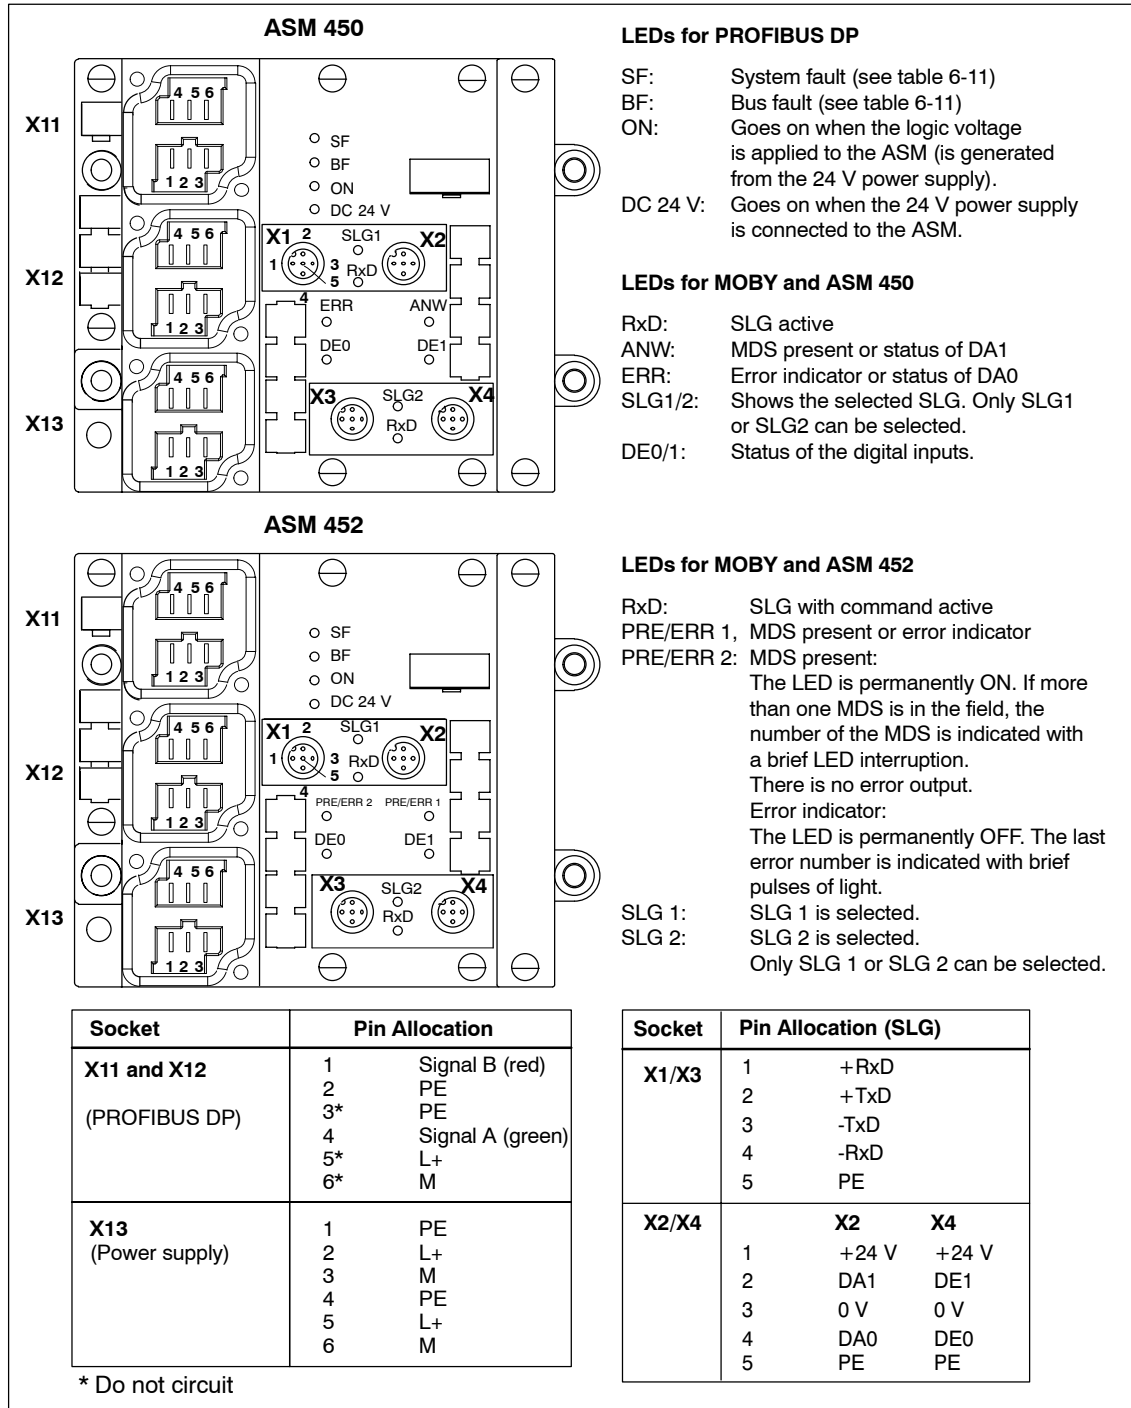 ASM 450
X11
4 5 6
1 2 3
SF
BF
ON
DC 24 V
X12
4 5 6
1 2 3
X1 2 SLG1 X2
1 3 RxD
5
4
ERR ANW
DE0 DE1
X13
4 5 6
1 2 3
X3 SLG2 X4
RxD
LEDs for PROFIBUS DP
SF: System fault (see table 6-11)
BF: Bus fault (see table 6-11)
ON: Goes on when the logic voltage
is applied to the ASM (is generated
from the 24 V power supply).
DC 24 V: Goes on when the 24 V power supply
is connected to the ASM.
LEDs for MOBY and ASM 450
RxD: SLG active
ANW: MDS present or status of DA1
ERR: Error indicator or status of DA0
SLG1/2: Shows the selected SLG. Only SLG1
or SLG2 can be selected.
DE0/1: Status of the digital inputs.
ASM 452
X11
4 5 6
1 2 3
SF
BF
ON
DC 24 V
X12
4 5 6
1 2 3
X1 2 SLG1 X2
1 3 RxD
5
4
PRE/ERR 2 PRE/ERR 1
DE0 DE1
X13
4 5 6
1 2 3
X3 SLG2 X4
RxD
LEDs for MOBY and ASM 452
RxD: SLG with command active
PRE/ERR 1, MDS present or error indicator
PRE/ERR 2: MDS present:
The LED is permanently ON. If more
than one MDS is in the field, the
number of the MDS is indicated with
a brief LED interruption.
There is no error output.
Error indicator:
The LED is permanently OFF. The last
error number is indicated with brief
pulses of light.
SLG 1: SLG 1 is selected.
SLG 2: SLG 2 is selected.
Only SLG 1 or SLG 2 can be selected.
Socket Pin Allocation
X11 and X12
(PROFIBUS DP)
1 Signal B (red)
2 PE
3* PE
4 Signal A (green)
5* L+
6* M
X13
(Power supply)
1 PE
2 L+
3 M
4 PE
5 L+
6 M
* Do not circuit
Socket Pin Allocation (SLG)
X1/X3
1 +RxD
2 +TxD
3 -TxD
4 -RxD
5 PE
X2/X4 X2 X4
1 +24 V +24 V
2 DA1 DE1
3 0 V 0 V
4 DA0 DE0
5 PE PE